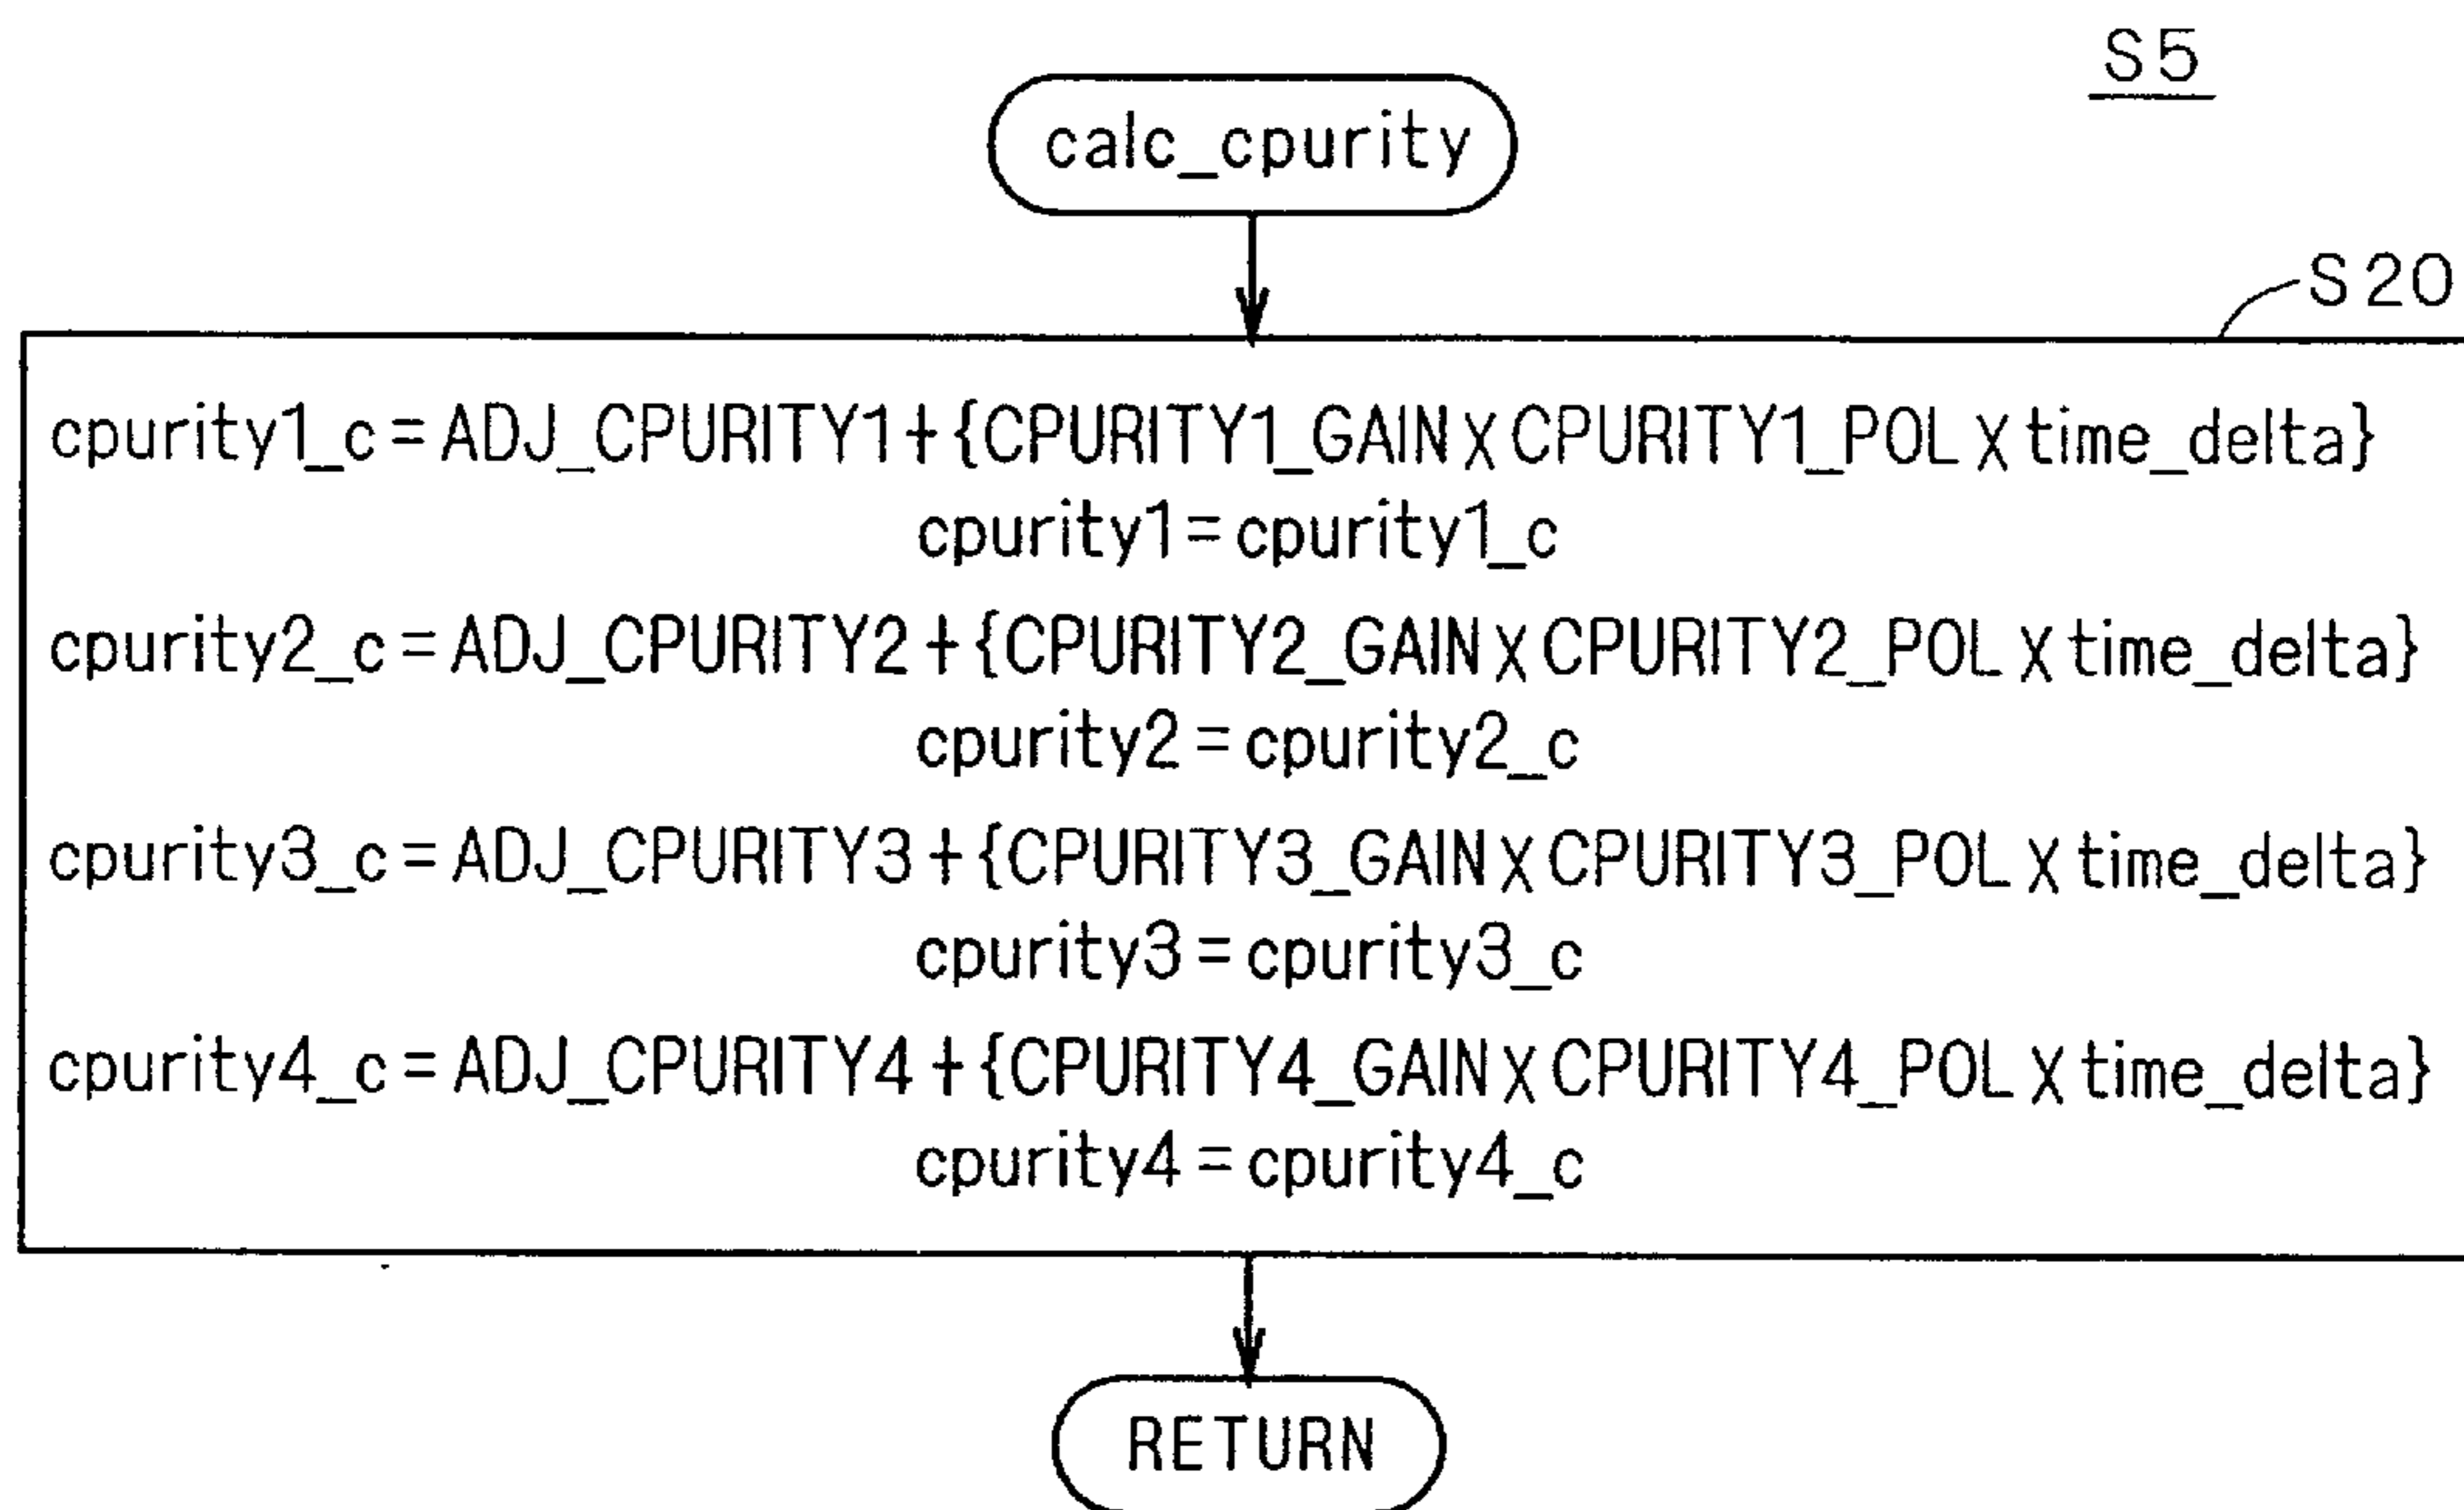 S5
calc_cpurity
S20
cpurity1_c=ADJ_CPURITY1+{CPURITY1_GAIN×CPURITY1_POL×time_delta}
cpurity1=cpurity1_c
cpurity2_c=ADJ_CPURITY2+{CPURITY2_GAIN×CPURITY2_POL×time_delta}
cpurity2=cpurity2_c
cpurity3_c=ADJ_CPURITY3+{CPURITY3_GAIN×CPURITY3_POL×time_delta}
cpurity3=cpurity3_c
cpurity4_c=ADJ_CPURITY4+{CPURITY4_GAIN×CPURITY4_POL×time_delta}
cpurity4=cpurity4_c
RETURN